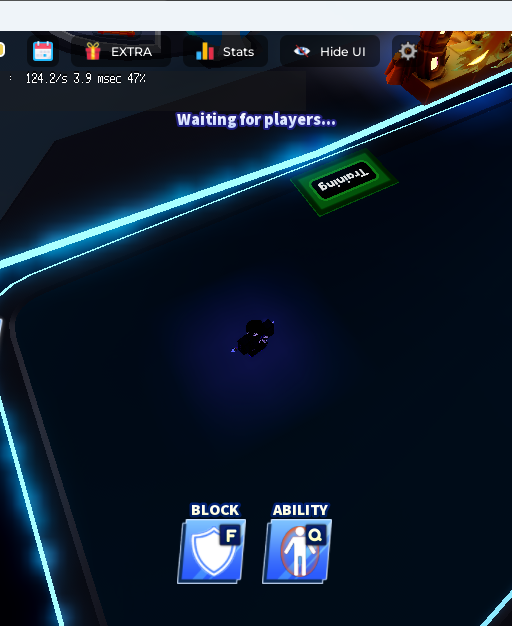 EXTRA
Stats
Hide UI
: 124.2/s 3.9 msec 47%
Waiting for players...
Training
BLOCK
ABILITY
F
Q